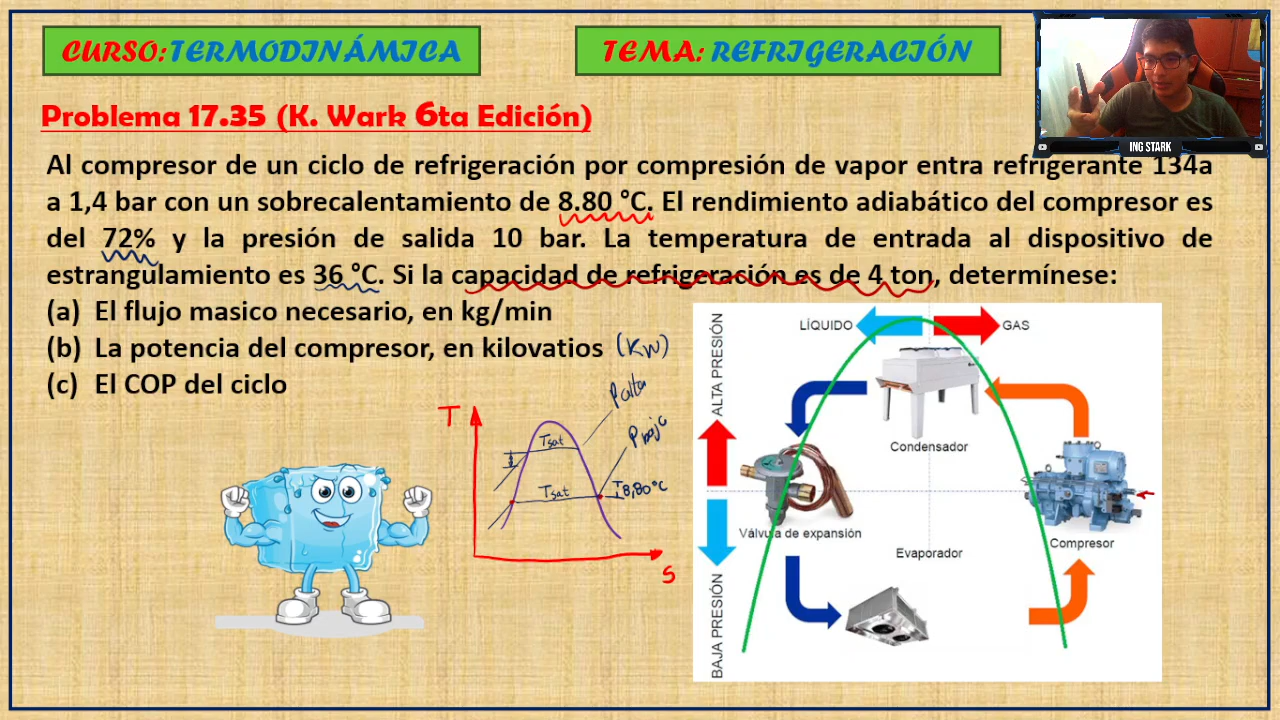 CURSO:TERMODINÁMICA
TEMA: REFRIGERACIÓN
ING STARK
Problema 17.35 (K. Wark 6ta Edición)
Al compresor de un ciclo de refrigeración por compresión de vapor entra refrigerante 134a
a 1,4 bar con un sobrecalentamiento de 8.80 °C. El rendimiento adiabático del compresor es
del 72% y la presión de salida 10 bar. La temperatura de entrada al dispositivo de
estrangulamiento es 36 °C. Si la capacidad de refrigeración es de 4 ton, determínese:
(a) El flujo masico necesario, en kg/min
(b) La potencia del compresor, en kilovatios (KW)
(c) El COP del ciclo
T
Palta
Pbaja
Tsat
Tsat
8,80°C
S
ALTA PRESIÓN
BAJA PRESIÓN
LÍQUIDO
GAS
Condensador
Válvula de expansión
Compresor
Evaporador